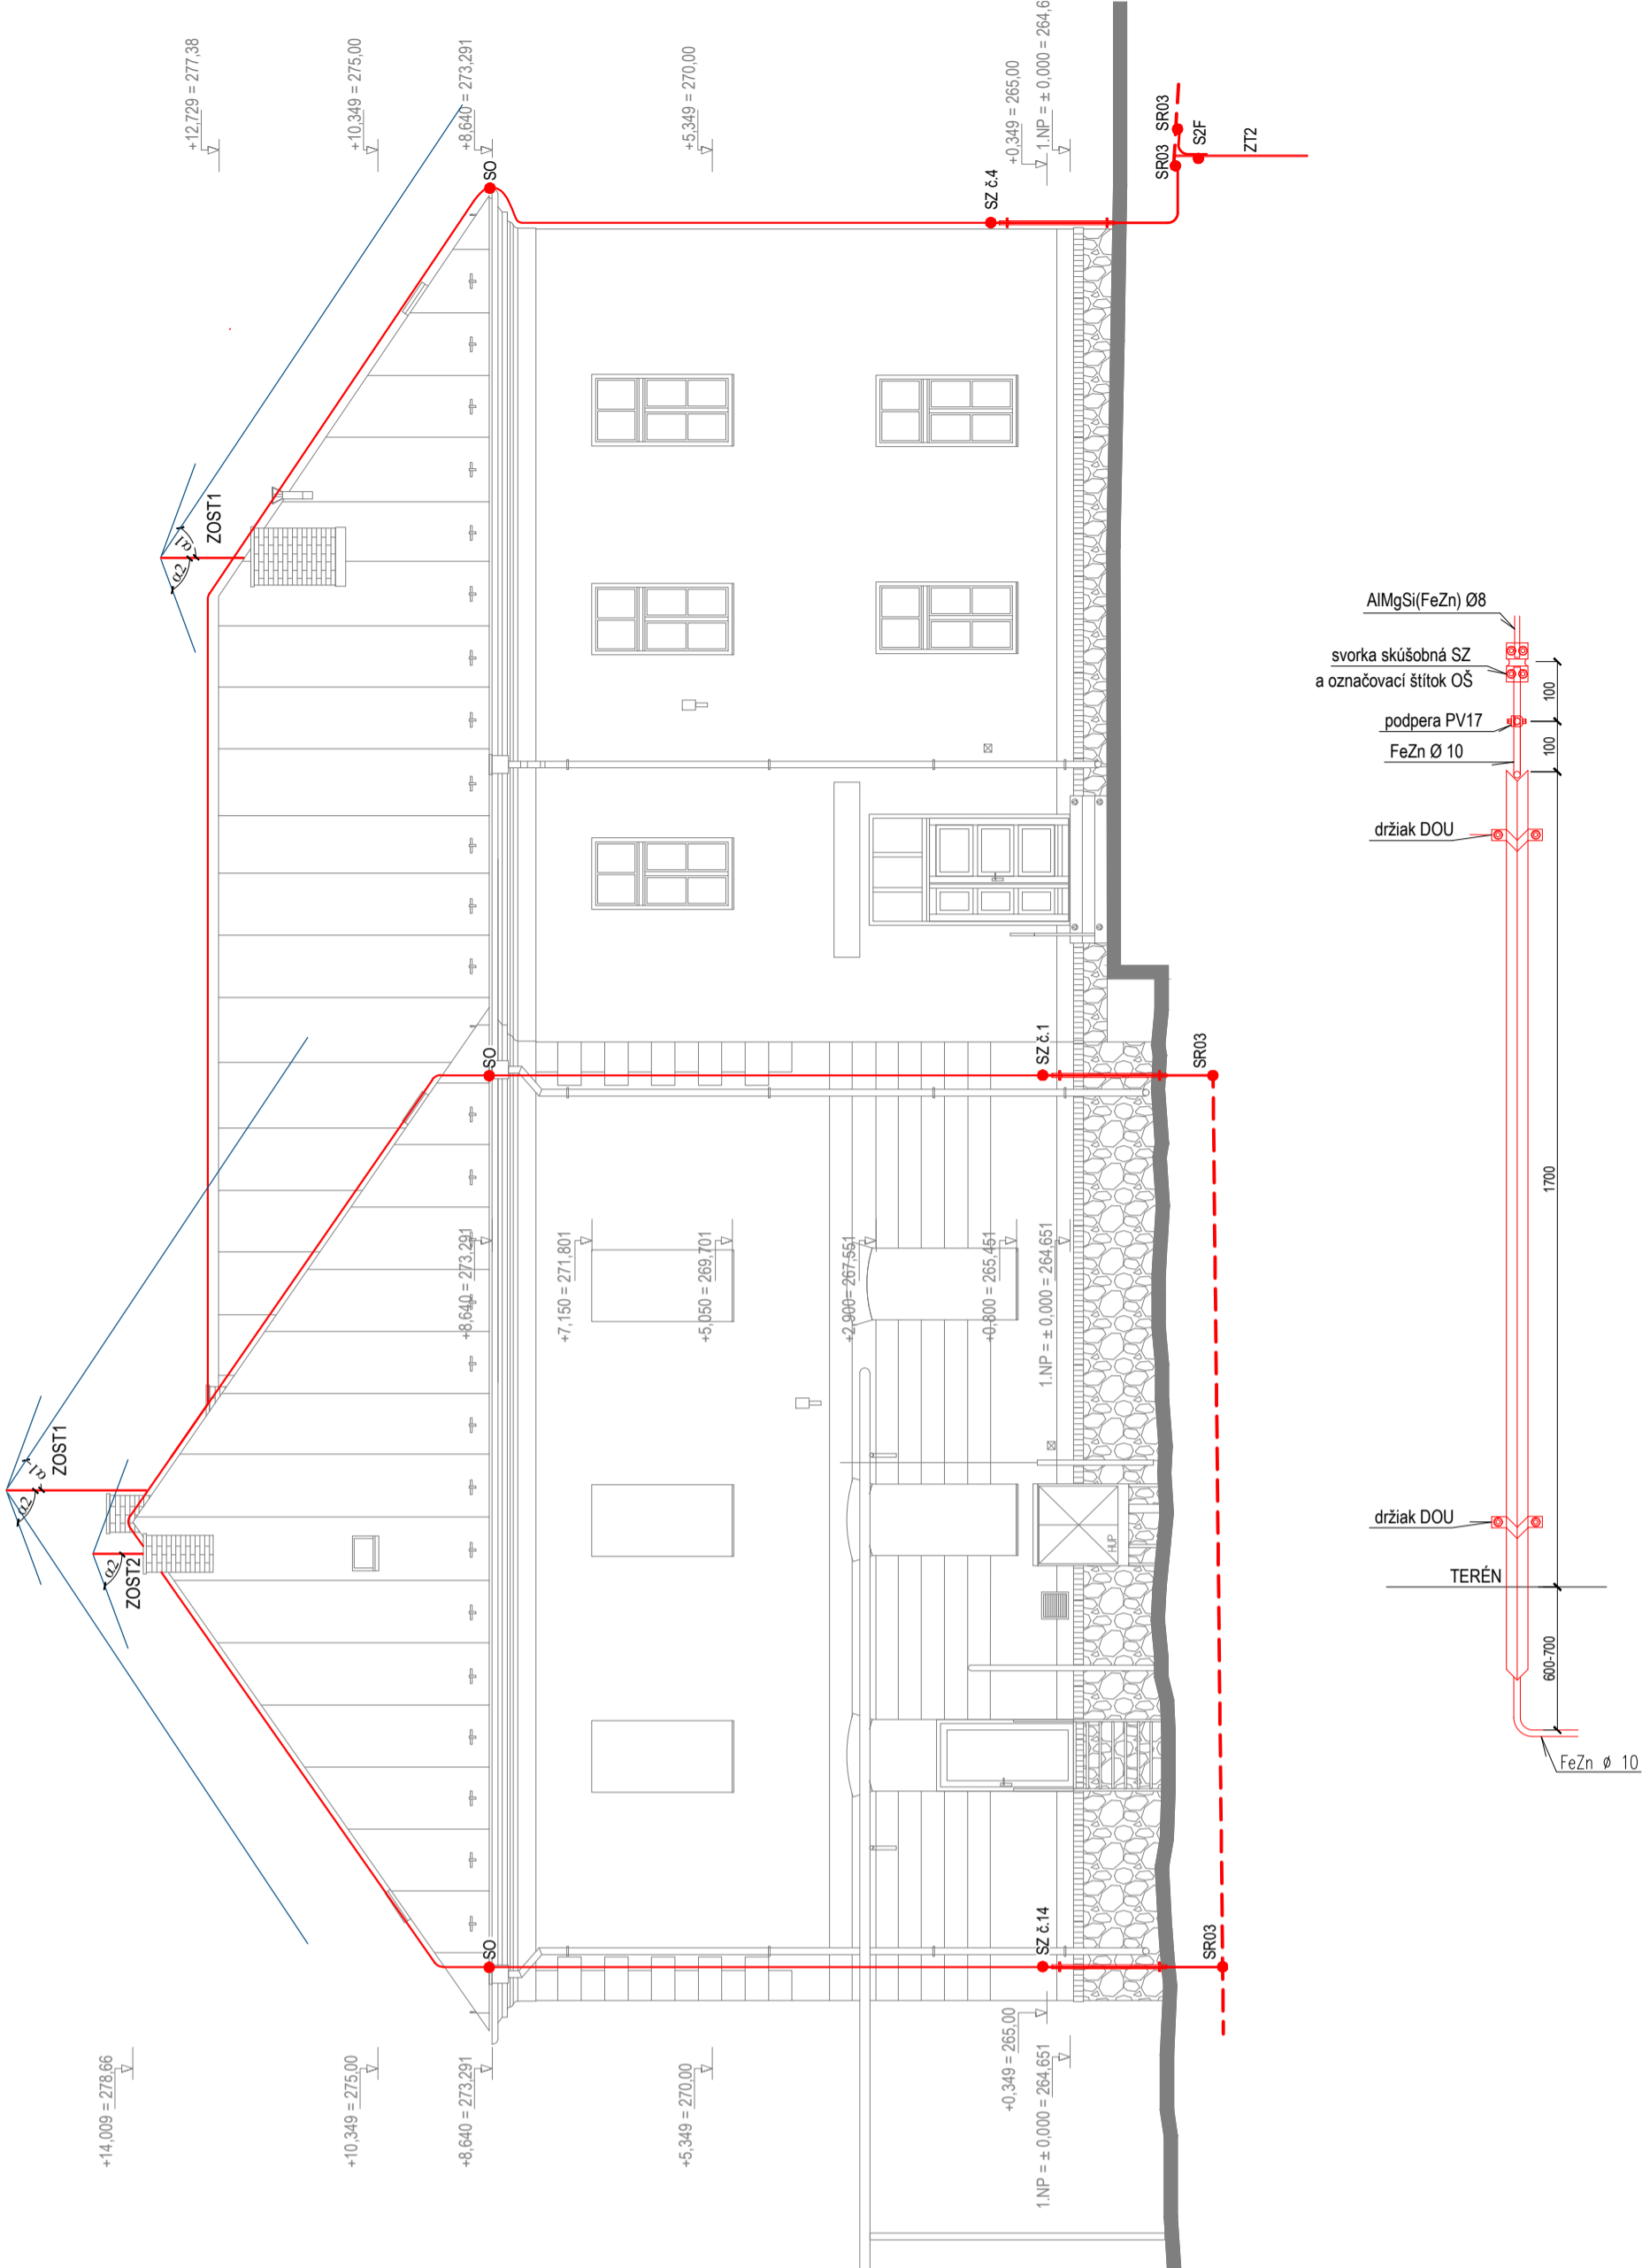 +12,729 = 277,38
+10,349 = 275,00
+8,640 = 273,291
+5,349 = 270,00
+0,349 = 265,00
1.NP = ± 0,000 = 264,6
SO
SZ č.4
SR03
SR03
S2F
ZT2
α1
α2
ZOST1
SO
SZ č.1
SR03
+8,640 = 273,291
+7,150 = 271,801
+5,050 = 269,701
+2,900= 267,551
+0,800 = 265,451
1.NP = ± 0,000 = 264,651
α1
α2
ZOST1
α2
ZOST2
HUP
SO
SZ č.14
SR03
+14,009 = 278,66
+10,349 = 275,00
+8,640 = 273,291
+5,349 = 270,00
+0,349 = 265,00
1.NP = ± 0,000 = 264,651
AlMgSi(FeZn) Ø8
svorka skúšobná SZ
a označovací štítok OŠ
100
podpera PV17
100
FeZn Ø 10
držiak DOU
1700
držiak DOU
TERÉN
600-700
FeZn ϕ 10